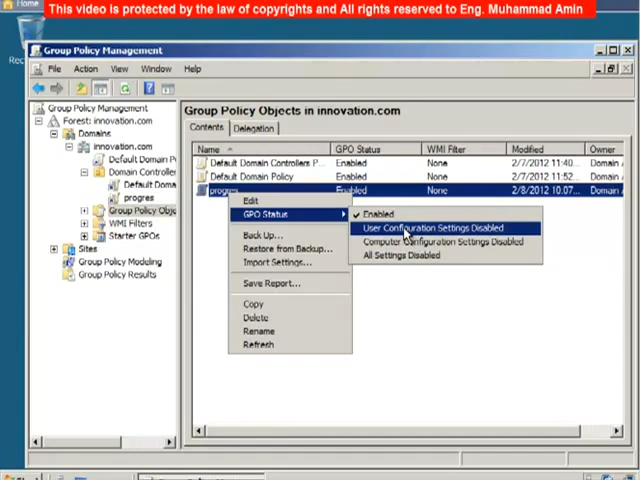 Home
This video is protected by the law of copyrights and All rights reserved to Eng. Muhammad Amin
Rec
Group Policy Management
File Action View Window Help
Group Policy Management
Forest: innovation.com
Domains
innovation.com
Default Domain P
Domain Controller
Default Doma
progres
Group Policy Obje
WMI Filters
Starter GPOs
Sites
Group Policy Modeling
Group Policy Results
Group Policy Objects in innovation.com
Contents Delegation
Name GPO Status WMI Filter Modified Owner
Default Domain Controllers P... Enabled None 2/7/2012 11:40... Domain
Default Domain Policy Enabled None 2/7/2012 11:52... Domain
progres Enabled None 2/8/2012 10:07... Domain
Edit
GPO Status
Back Up...
Restore from Backup...
Import Settings...
Save Report...
Copy
Delete
Rename
Refresh
Enabled
User Configuration Settings Disabled
Computer Configuration Settings Disabled
All Settings Disabled